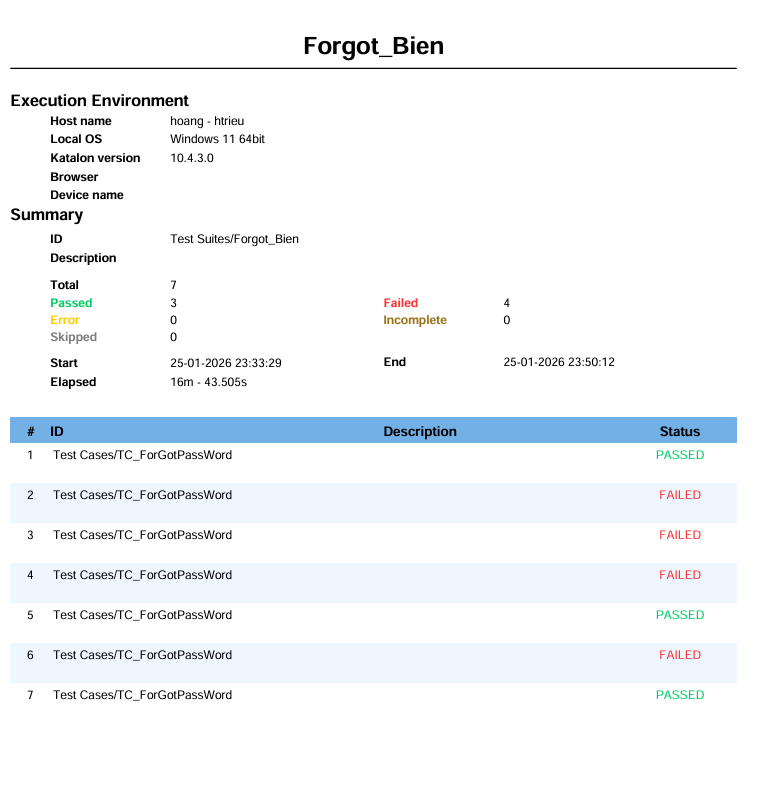 Forgot_Bien
Execution Environment
Host name hoang - htrieu
Local OS Windows 11 64bit
Katalon version 10.4.3.0
Browser
Device name
Summary
ID Test Suites/Forgot_Bien
Description
Total 7
Passed 3 Failed 4
Error 0 Incomplete 0
Skipped 0
Start 25-01-2026 23:33:29 End 25-01-2026 23:50:12
Elapsed 16m - 43.505s
# ID Description Status
1 Test Cases/TC_ForGotPassWord PASSED
2 Test Cases/TC_ForGotPassWord FAILED
3 Test Cases/TC_ForGotPassWord FAILED
4 Test Cases/TC_ForGotPassWord FAILED
5 Test Cases/TC_ForGotPassWord PASSED
6 Test Cases/TC_ForGotPassWord FAILED
7 Test Cases/TC_ForGotPassWord PASSED